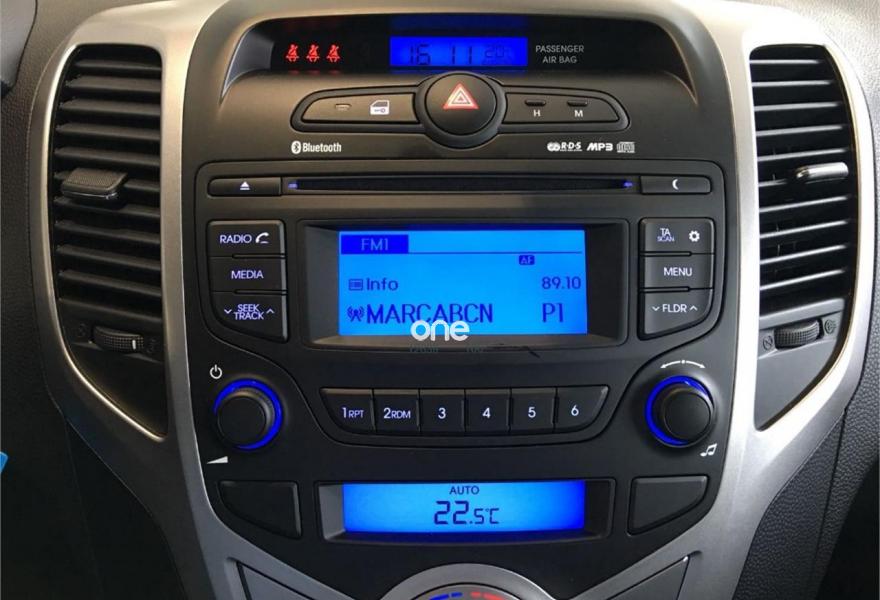 16 11
PASSENGER
AIR BAG
H M
Bluetooth
R·D·S MP3
RADIO
MEDIA
SEEK
TRACK
FM1
AF
Info 89.10
MARCABCN P1
one
TA
SCAN
MENU
FLDR
1RPT 2RDM 3 4 5 6
AUTO
22.5°C